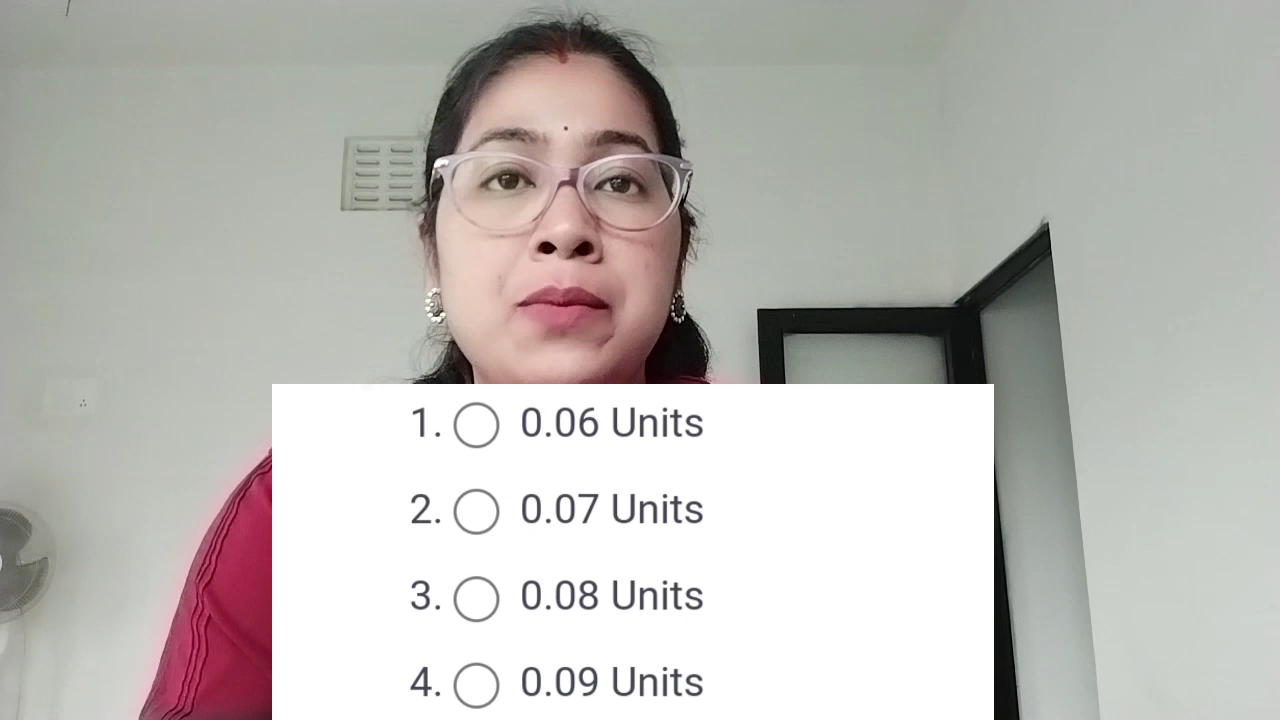 1. 0.06 Units
2. 0.07 Units
3. 0.08 Units
4. 0.09 Units